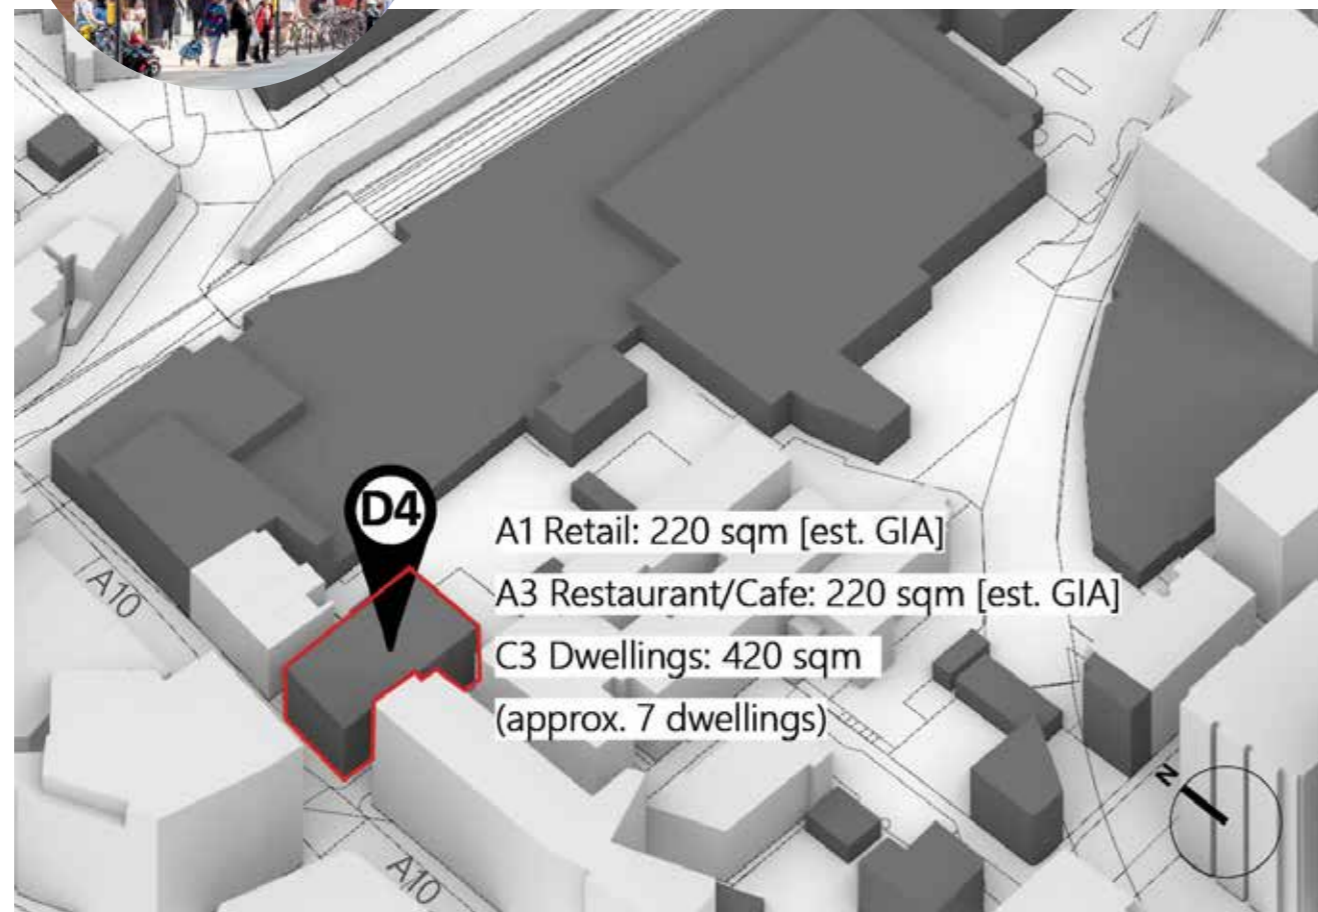 D4
A1 Retail: 220 sqm [est. GIA]
A3 Restaurant/Cafe: 220 sqm [est. GIA]
C3 Dwellings: 420 sqm
(approx. 7 dwellings)
A10
A10
N